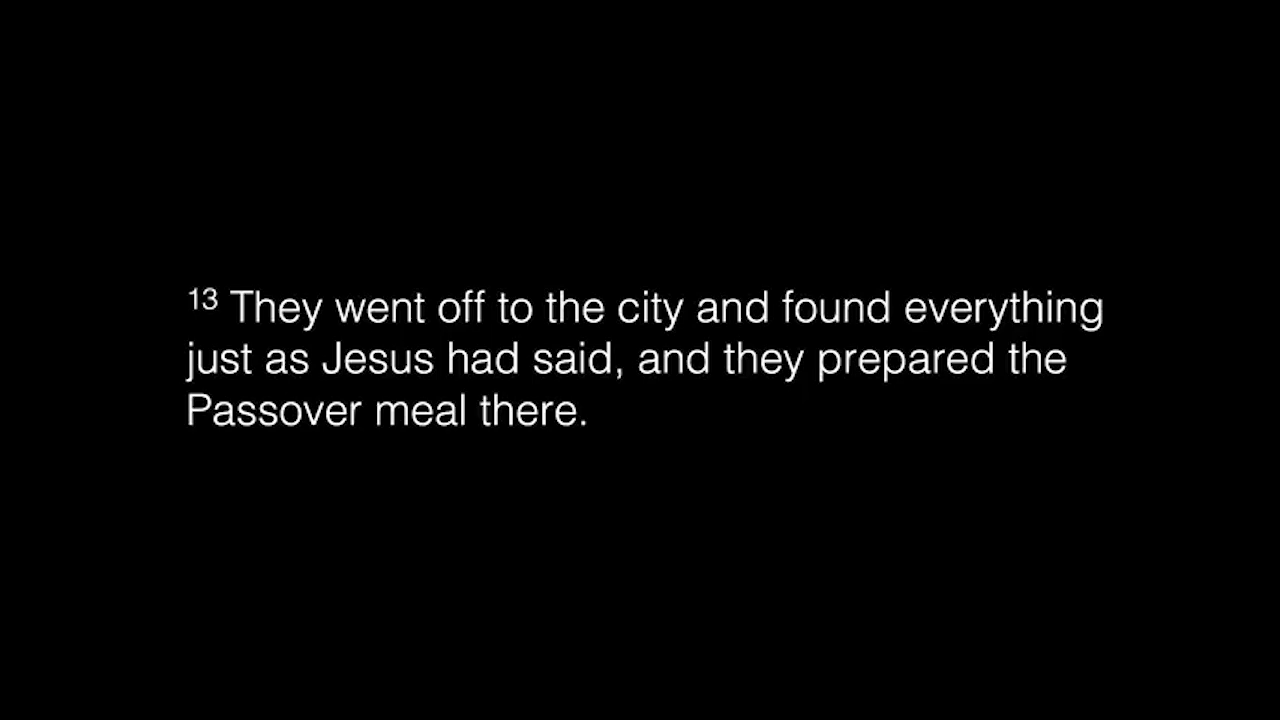 13 They went off to the city and found everything
just as Jesus had said, and they prepared the
Passover meal there.